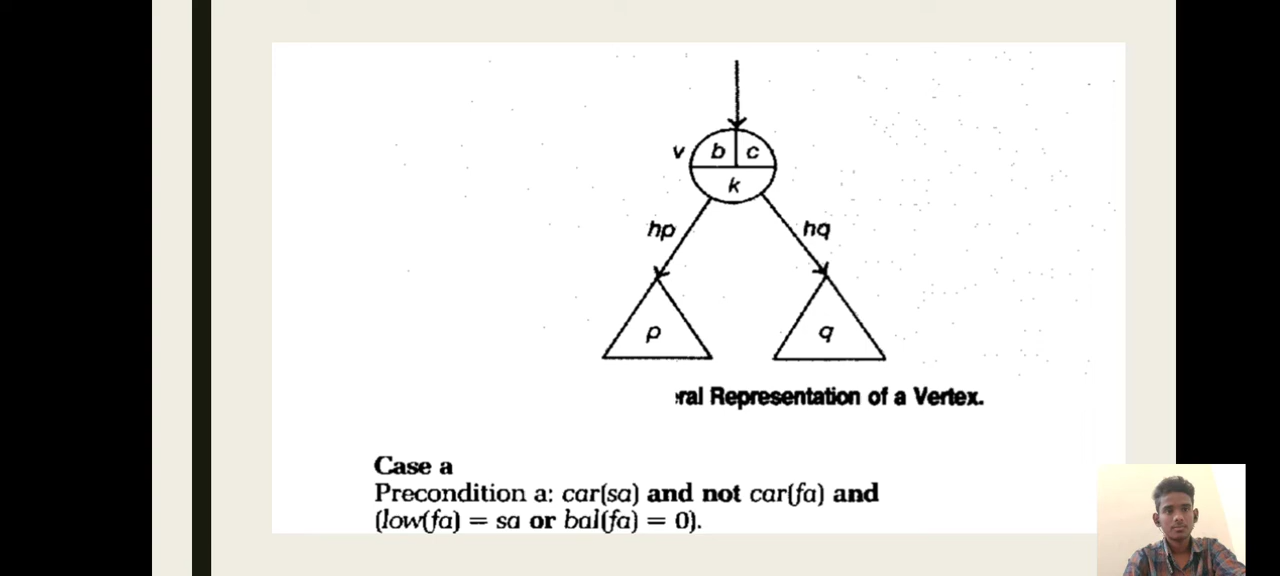 v b c
k
hp hq
p q
ral Representation of a Vertex.
Case a
Precondition a: car(sa) and not car(fa) and
(low(fa) = sa or bal(fa) = 0).